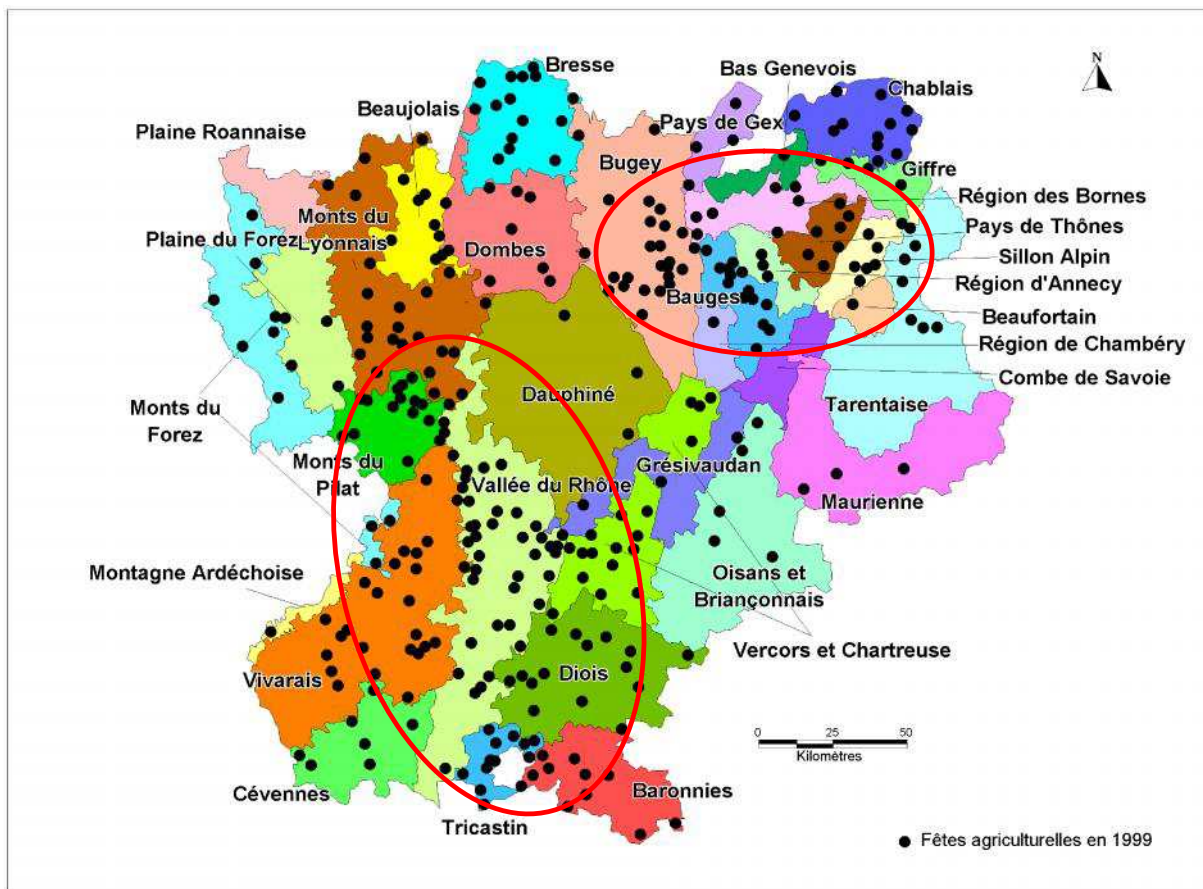 Bresse
Bas Genevois
N
Chablais
Beaujolais
Pays de Gex
Plaine Roannaise
Bugey
Giffre
Région des Bornes
Monts du
Lyonnais
Pays de Thônes
Plaine du Forez
Dombes
Sillon Alpin
Région d'Annecy
Bauges
Beaufortain
Région de Chambéry
Combe de Savoie
Dauphiné
Tarentaise
Monts du
Forez
Monts du
Pilat
Grésivaudan
Vallée du Rhône
Maurienne
Montagne Ardéchoise
Oisans et
Briançonnais
Vercors et Chartreuse
Diois
Vivarais
0 25 50
Kilomètres
Cévennes
Baronnies
Tricastin
Fêtes agriculturelles en 1999